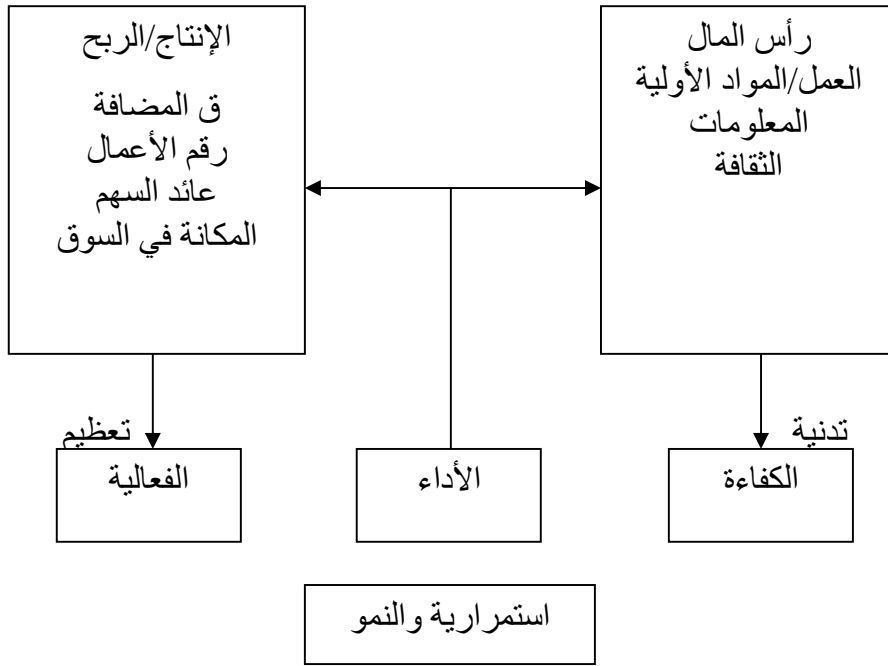 رأس المال
العمل/المواد الأولية
المعلومات
الثقافة
الإنتاج/الربح
ق المضافة
رقم الأعمال
عائد السهم
المكانة في السوق
تدنية
تعظيم
الكفاءة
الأداء
الفعالية
استمرارية والنمو